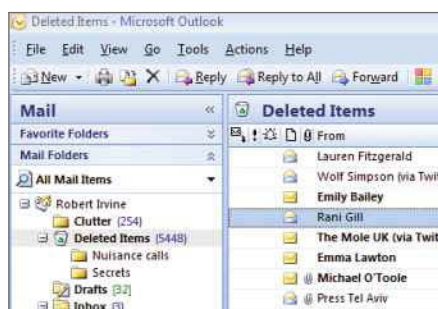 Deleted Items - Microsoft Outlook
File Edit View Go Tools Actions Help
New Reply Reply to All Forward
Mail «
Favorite Folders
Mail Folders
All Mail Items
Robert Irvine
Clutter (254)
Deleted Items (5448)
Nuisance calls
Secrets
Drafts [32]
Inbox (3)
Deleted Items
! From
Lauren Fitzgerald
Wolf Simpson (via Twit
Emily Bailey
Rani Gill
The Mole UK (via Twit
Emma Lawton
Michael O'Toole
Press Tel Aviv